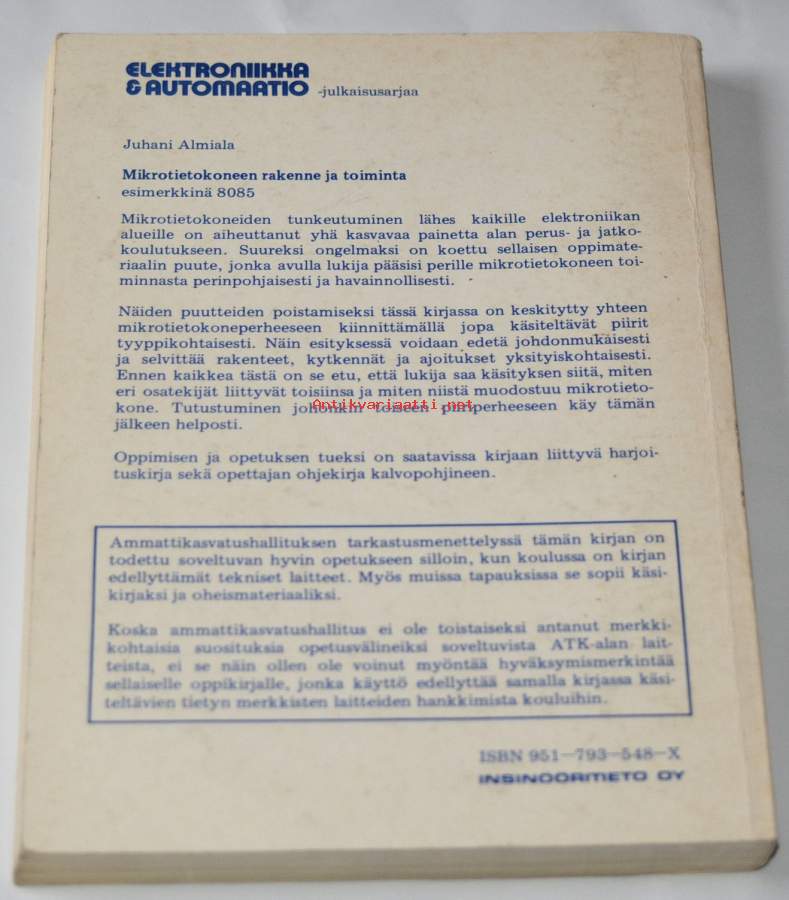 ELEKTRONIIKKA
& AUTOMAATIO -julkaisusarjaa
Juhani Almiala
Mikrotietokoneen rakenne ja toiminta
esimerkkinä 8085
Mikrotietokoneiden tunkeutuminen lähes kaikille elektroniikan
alueille on aiheuttanut yhä kasvavaa painetta alan perus- ja jatko-
koulutukseen. Suureksi ongelmaksi on koettu sellaisen oppimate-
riaalin puute, jonka avulla lukija pääsisi perille mikrotietokoneen toi-
minnasta perinpohjaisesti ja havainnollisesti.
Näiden puutteiden poistamiseksi tässä kirjassa on keskitytty yhteen
mikrotietokoneperheeseen kiinnittämällä jopa käsiteltävät piirit
tyyppikohtaisesti. Näin esityksessä voidaan edetä johdonmukaisesti
ja selvittää rakenteet, kytkennät ja ajoitukset yksityiskohtaisesti.
Ennen kaikkea tästä on se etu, että lukija saa käsityksen siitä, miten
eri osatekijät liittyvät toisiinsa ja miten niistä muodostuu mikrotieto-
kone. Tutustuminen johonkin toiseen piiriperheeseen käy tämän
jälkeen helposti.
Antikvariaatti.net
Oppimisen ja opetuksen tueksi on saatavissa kirjaan liittyvä harjoi-
tuskirja sekä opettajan ohjekirja kalvopohjineen.
Ammattikasvatushallituksen tarkastusmenettelyssä tämän kirjan on
todettu soveltuvan hyvin opetukseen silloin, kun koulussa on kirjan
edellyttämät tekniset laitteet. Myös muissa tapauksissa se sopii käsi-
kirjaksi ja oheismateriaaliksi.
Koska ammattikasvatushallitus ei ole toistaiseksi antanut merkki-
kohtaisia suosituksia opetusvälineiksi soveltuvista ATK-alan lait-
teista, ei se näin ollen ole voinut myöntää hyväksymismerkintää
sellaiselle oppikirjalle, jonka käyttö edellyttää samalla kirjassa käsi-
teltävien tietyn merkkisten laitteiden hankkimista kouluihin.
ISBN 951-793-548-X
INSINÖÖRITIETO OY